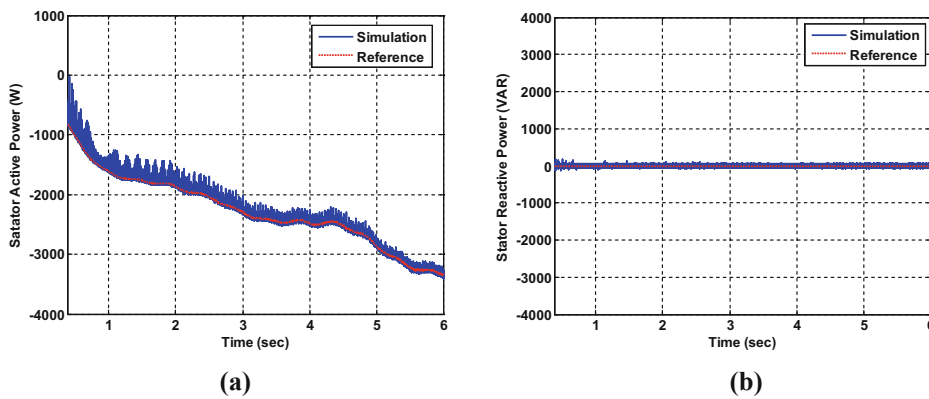 1000
0
-1000
-2000
-3000
-4000
Satator Active Power (W)
Simulation
Reference
1
2
3
4
5
6
Time (sec)
(a)
4000
3000
2000
1000
0
-1000
-2000
-3000
-4000
Stator Reactive Power (VAR)
Simulation
Reference
1
2
3
4
5
6
Time (sec)
(b)